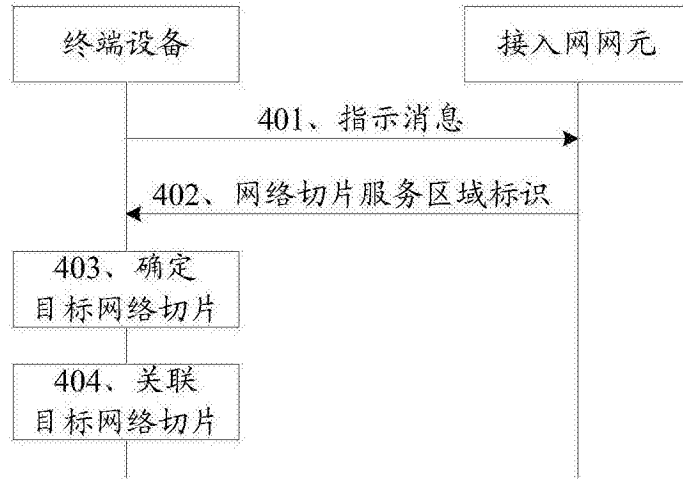 终端设备
接入网网元
401、指示消息
402、网络切片服务区域标识
403、确定
目标网络切片
404、关联
目标网络切片